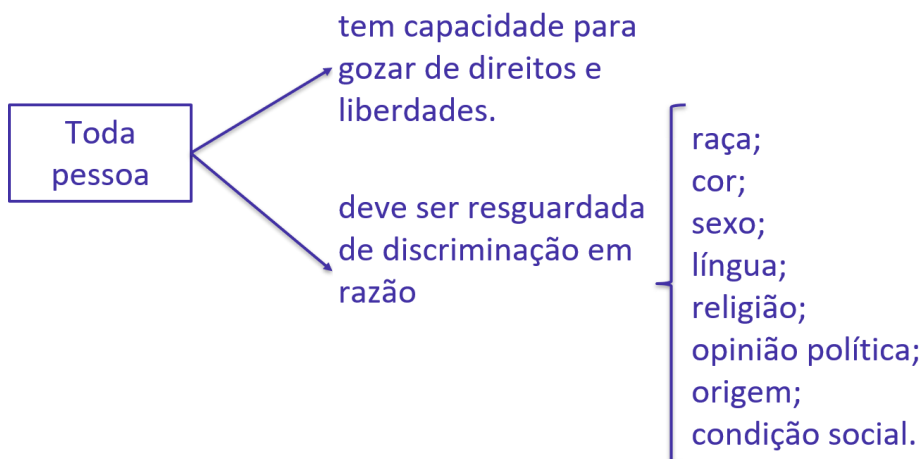 Toda
pessoa
tem capacidade para
gozar de direitos e
liberdades.
deve ser resguardada
de discriminação em
razão
raça;
cor;
sexo;
língua;
religião;
opinião política;
origem;
condição social.